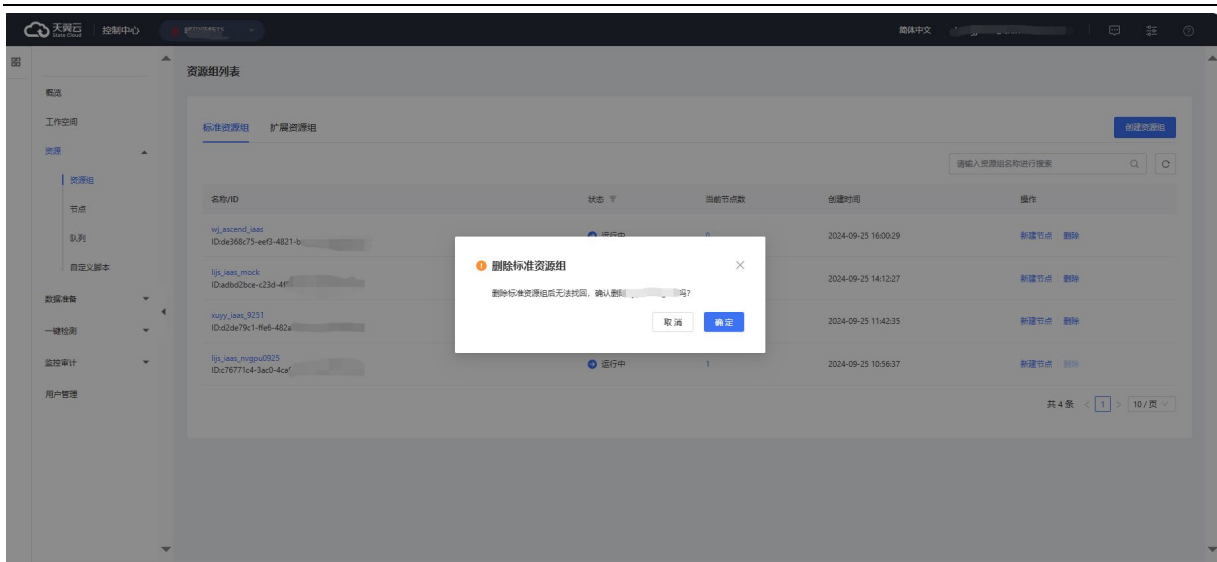 天翼云
State Cloud
控制中心
简体中文
资源组列表
概览
工作空间
资源
资源组
节点
队列
自定义脚本
数据准备
一键检测
监控审计
用户管理
标准资源组 扩展资源组
创建资源组
请输入资源组名称进行搜索
名称/ID 状态 当前节点数 创建时间 操作
wj_ascend_iaas
ID:de368c75-eef3-4821-b
运行中 0 2024-09-25 16:00:29 新建节点 删除
lijs_iaas_mock
ID:adbd2bce-c23d-4f
2024-09-25 14:12:27 新建节点 删除
xuyy_iaas_9251
ID:d2de79c1-ffe6-482a
2024-09-25 11:42:35 新建节点 删除
lijs_iaas_nvgpu0925
ID:c76771c4-3ac0-4ca
运行中 1 2024-09-25 10:56:37 新建节点 删除
共 4 条 < 1 > 10 / 页
删除标准资源组
删除标准资源组后无法找回，确认删除 吗?
取消 确定